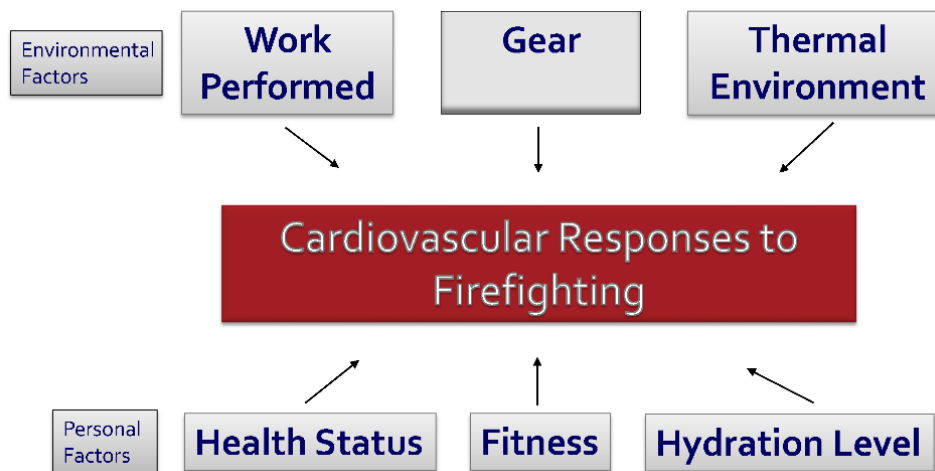 Environmental
Factors
Work
Performed
Gear
Thermal
Environment
Cardiovascular Responses to
Firefighting
Personal
Factors
Health Status
Fitness
Hydration Level